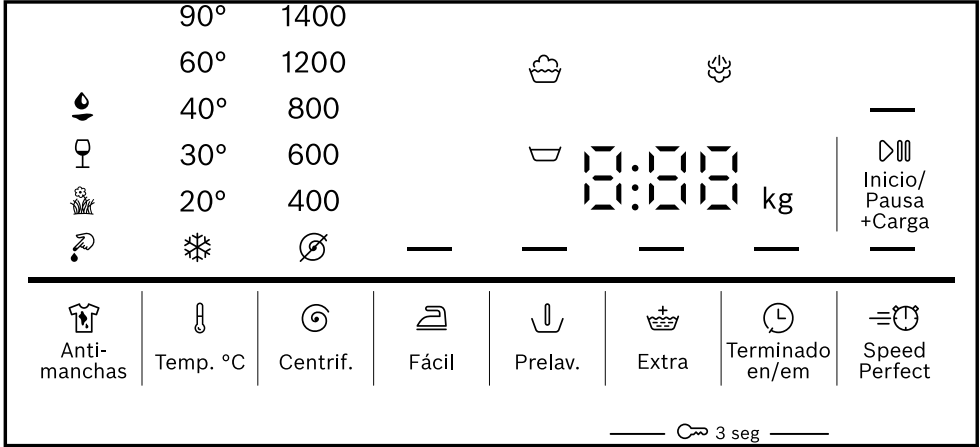 90° 1400
60° 1200
40° 800
30° 600
20° 400
8:88 kg
Inicio/
Pausa
+Carga
Anti-
manchas
Temp. °C
Centrif.
Fácil
Prelav.
Extra
Terminado
en/em
Speed
Perfect
3 seg